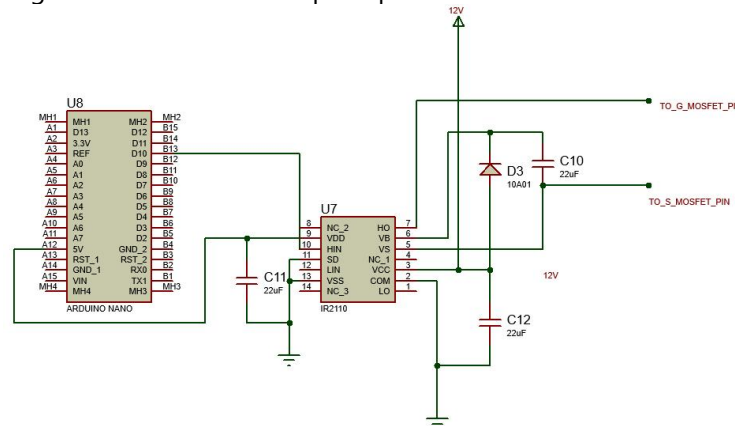 12V
U8
MH1 MH1 MH2 MH2
A1 D13 D12 B15
A2 3.3V D11 B14
A3 REF D10 B13
A4 A0 D9 B12
A5 A1 D8 B11
A6 A2 D7 B10
A7 A3 D6 B9
A8 A4 D5 B8
A9 A5 D4 B7
A10 A6 D3 B6
A11 A7 D2 B5
A12 5V GND_2 B4
A13 RST_1 RST_2 B3
A14 GND_1 RX0 B2
A15 VIN TX1 B1
MH4 MH4 MH3 MH3
ARDUINO NANO
C11
22uF
U7
8 NC_2 HO 7
9 VDD VB 6
10 HIN VS 5
11 SD NC_1 4
12 LIN VCC 3
13 VSS COM 2
14 NC_3 LO 1
IR2110
D3
10A01
C10
22uF
TO_G_MOSFET_PI
TO_S_MOSFET_PIN
12V
C12
22uF